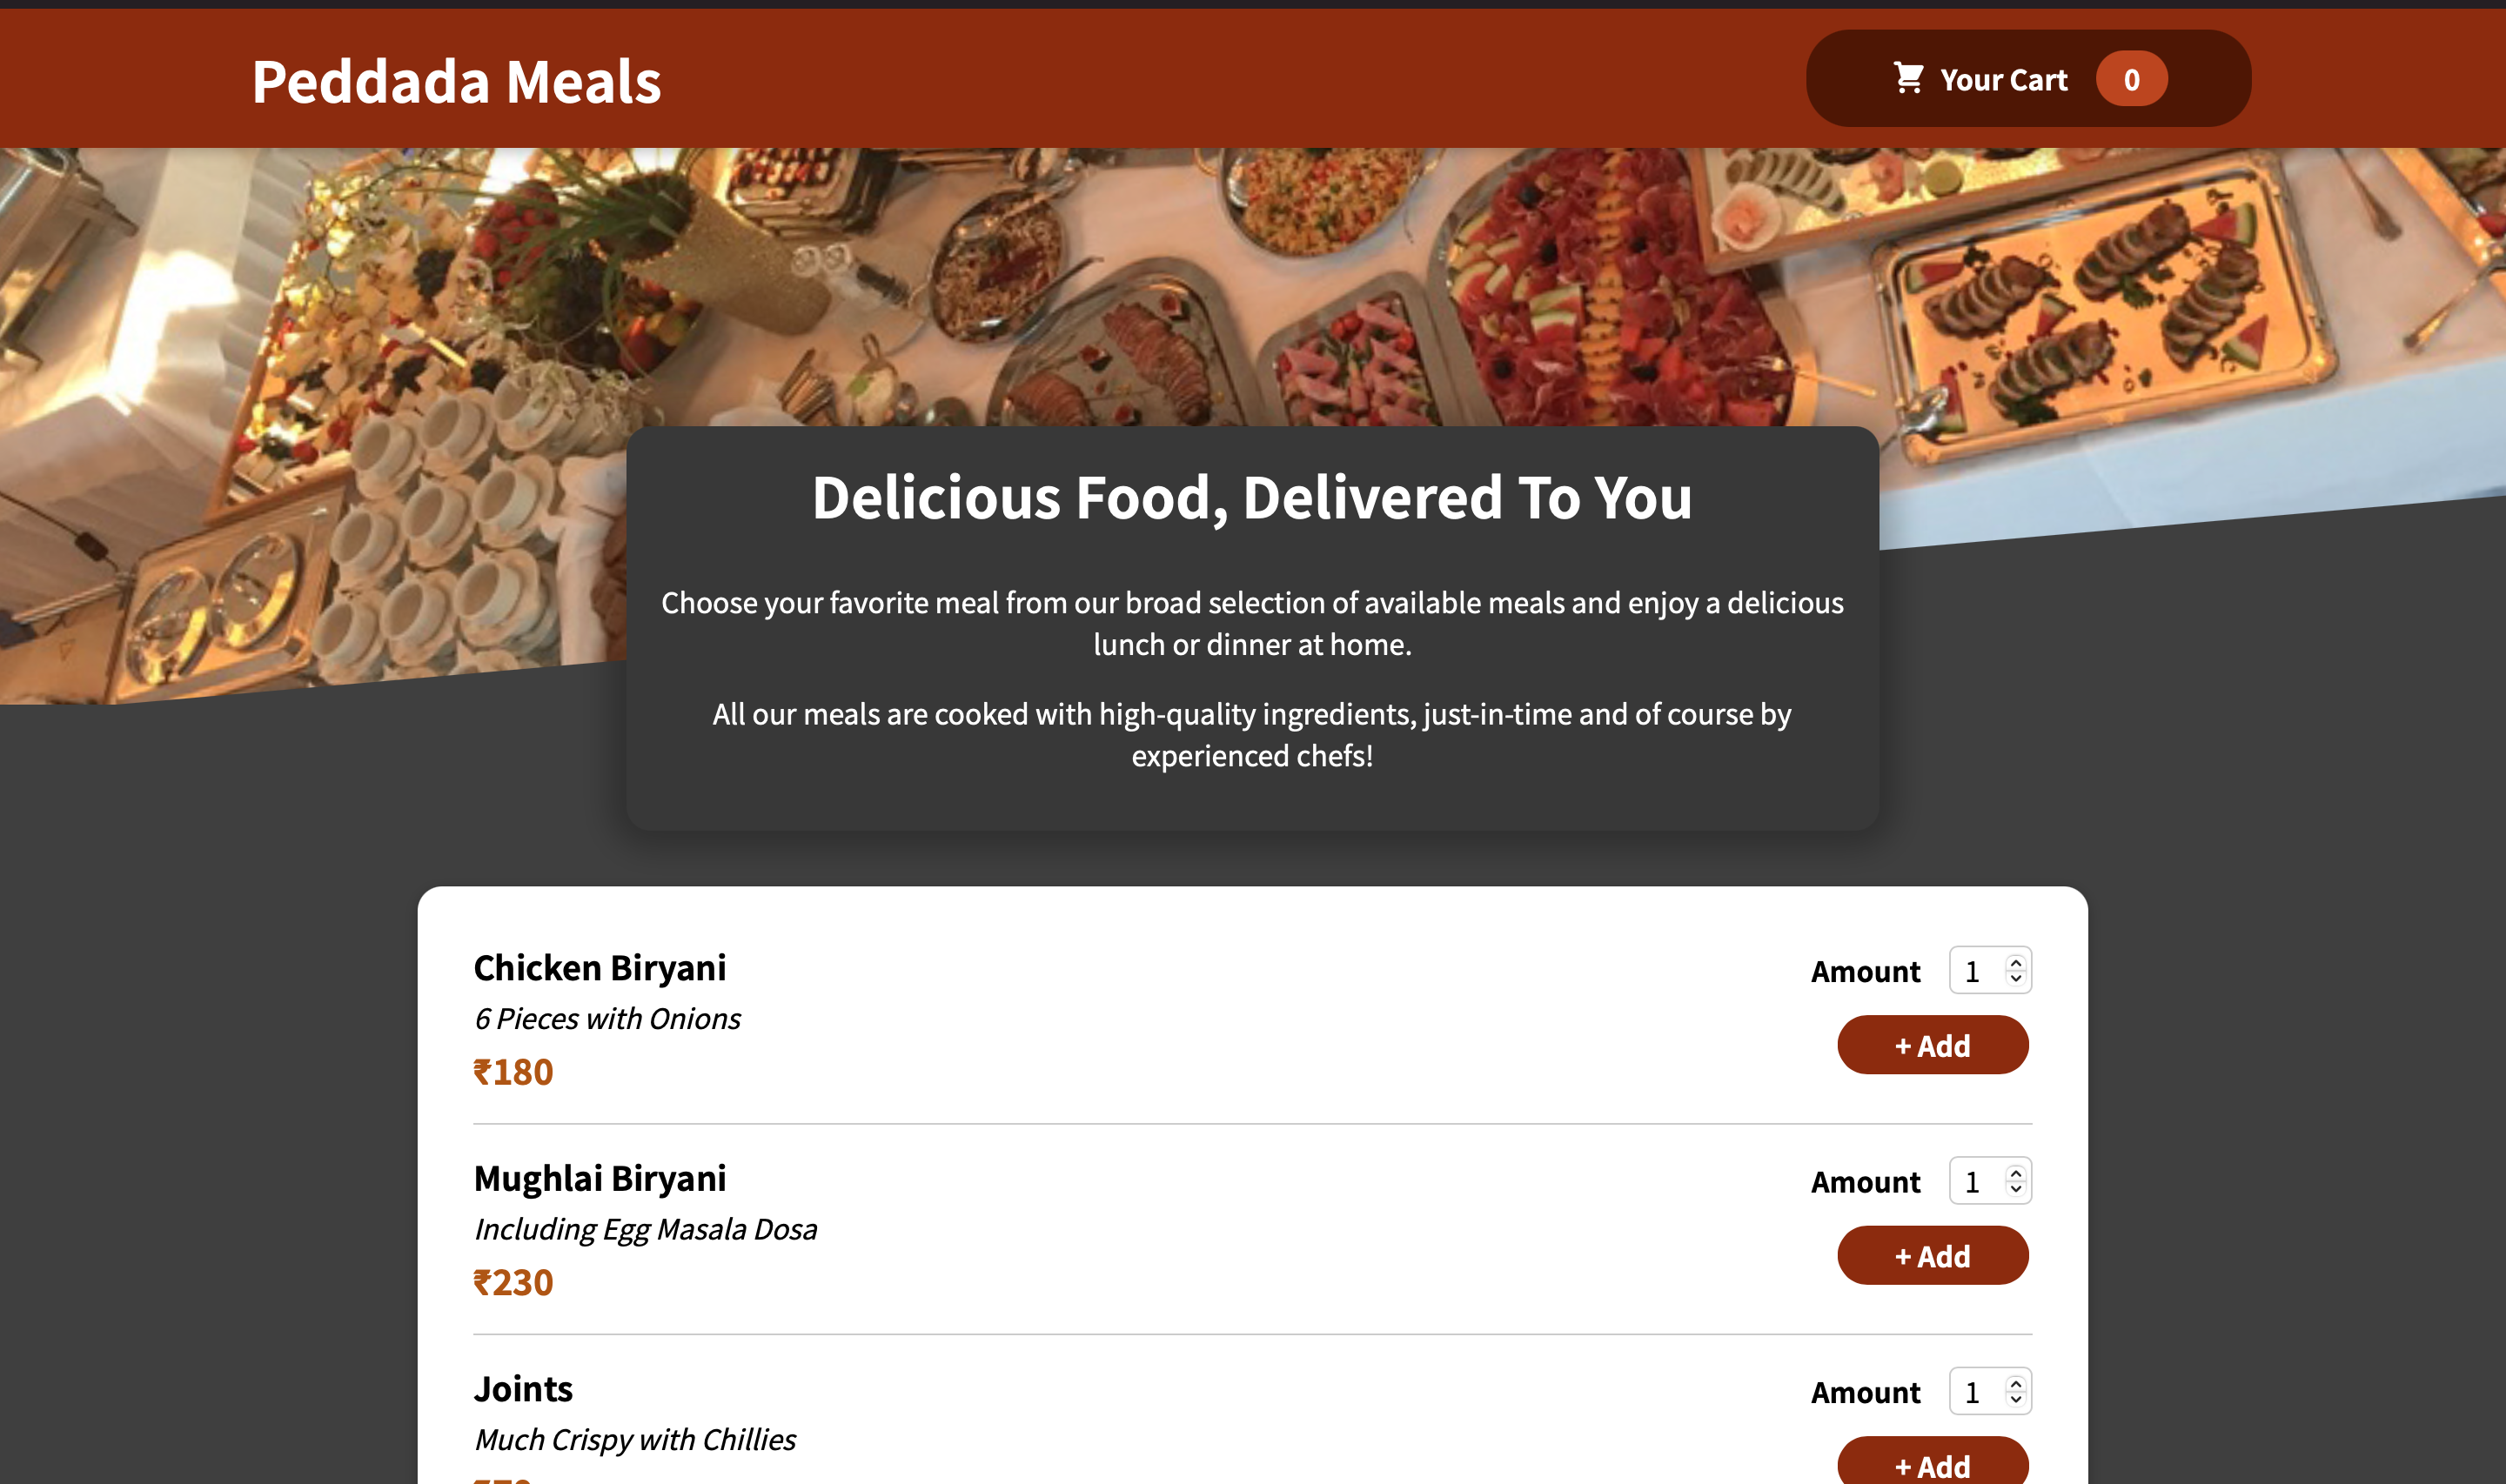 Peddada Meals
Your Cart 0
Delicious Food, Delivered To You
Choose your favorite meal from our broad selection of available meals and enjoy a delicious
lunch or dinner at home.
All our meals are cooked with high-quality ingredients, just-in-time and of course by
experienced chefs!
Chicken Biryani
6 Pieces with Onions
₹180
Amount 1
+ Add
Mughlai Biryani
Including Egg Masala Dosa
₹230
Amount 1
+ Add
Joints
Much Crispy with Chillies
Amount 1
+ Add